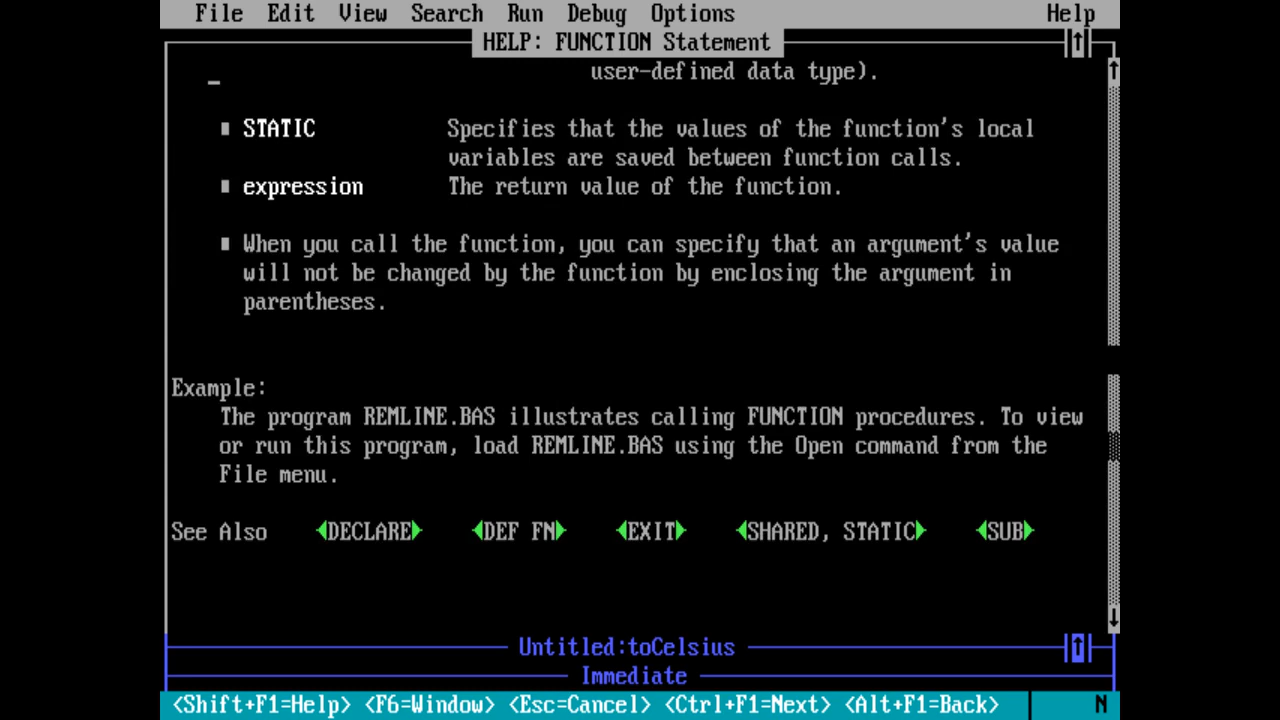 File Edit View Search Run Debug Options Help
HELP: FUNCTION Statement
user-defined data type).
STATIC Specifies that the values of the function's local
variables are saved between function calls.
expression The return value of the function.
When you call the function, you can specify that an argument's value
will not be changed by the function by enclosing the argument in
parentheses.
Example:
The program REMLINE.BAS illustrates calling FUNCTION procedures. To view
or run this program, load REMLINE.BAS using the Open command from the
File menu.
See Also ◄DECLARE► ◄DEF FN► ◄EXIT► ◄SHARED, STATIC► ◄SUB►
Untitled:toCelsius
Immediate
<Shift+F1=Help> <F6=Window> <Esc=Cancel> <Ctrl+F1=Next> <Alt+F1=Back> N